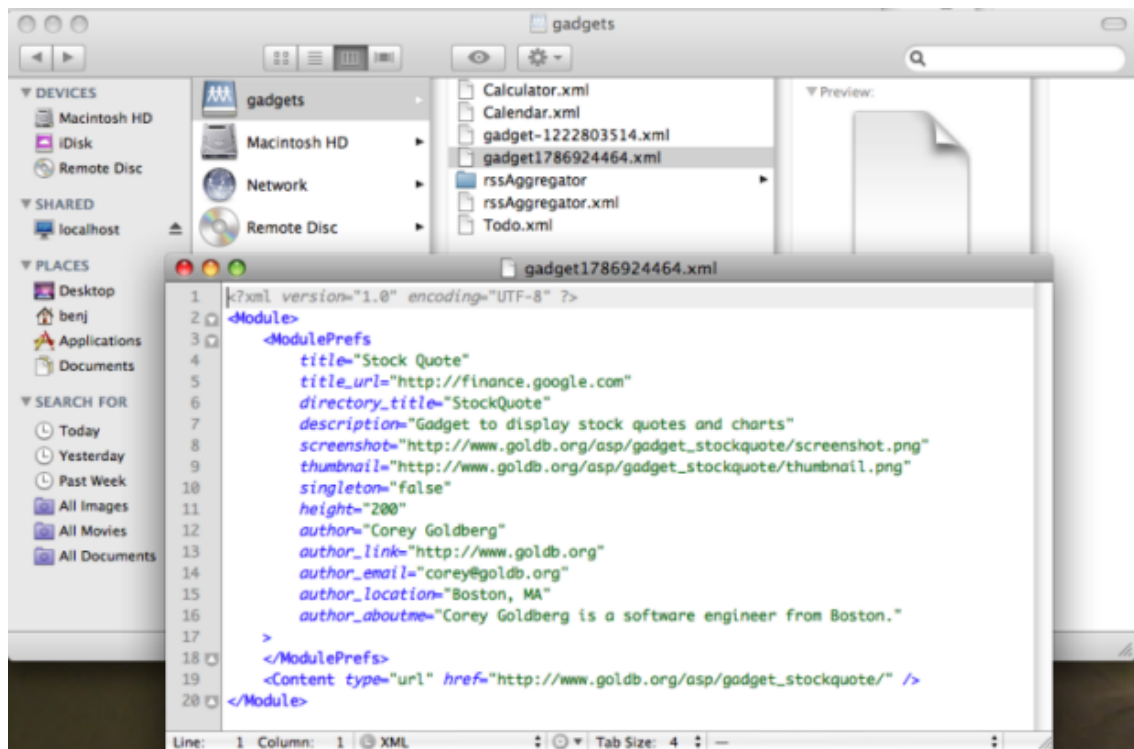 gadgets
DEVICES
Macintosh HD
iDisk
Remote Disc
SHARED
localhost
PLACES
Desktop
benj
Applications
Documents
SEARCH FOR
Today
Yesterday
Past Week
All Images
All Movies
All Documents
gadgets
Macintosh HD
Network
Remote Disc
Calculator.xml
Calendar.xml
gadget-1222803514.xml
gadget1786924464.xml
rssAggregator
rssAggregator.xml
Todo.xml
Preview:
gadget1786924464.xml
1 <?xml version="1.0" encoding="UTF-8" ?>
2 <Module>
3 <ModulePrefs
4 title="Stock Quote"
5 title_url="http://finance.google.com"
6 directory_title="StockQuote"
7 description="Gadget to display stock quotes and charts"
8 screenshot="http://www.goldb.org/asp/gadget_stockquote/screenshot.png"
9 thumbnail="http://www.goldb.org/asp/gadget_stockquote/thumbnail.png"
10 singleton="false"
11 height="200"
12 author="Corey Goldberg"
13 author_link="http://www.goldb.org"
14 author_email="corey@goldb.org"
15 author_location="Boston, MA"
16 author_aboutme="Corey Goldberg is a software engineer from Boston."
17 >
18 </ModulePrefs>
19 <Content type="url" href="http://www.goldb.org/asp/gadget_stockquote/" />
20 </Module>
Line: 1 Column: 1 XML Tab Size: 4 —